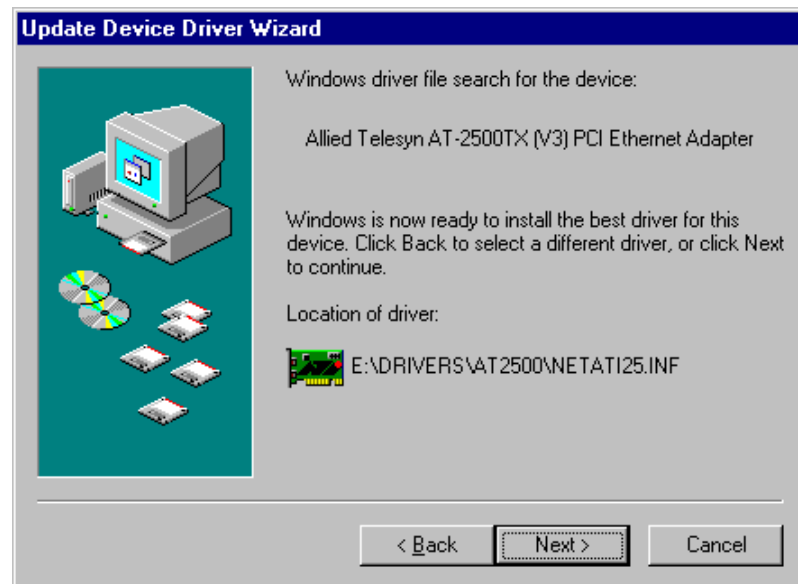 Update Device Driver Wizard
Windows driver file search for the device:
Allied Telesyn AT-2500TX (V3) PCI Ethernet Adapter
Windows is now ready to install the best driver for this
device. Click Back to select a different driver, or click Next
to continue.
Location of driver:
E:\DRIVERS\AT2500\NETATI25.INF
< Back
Next >
Cancel